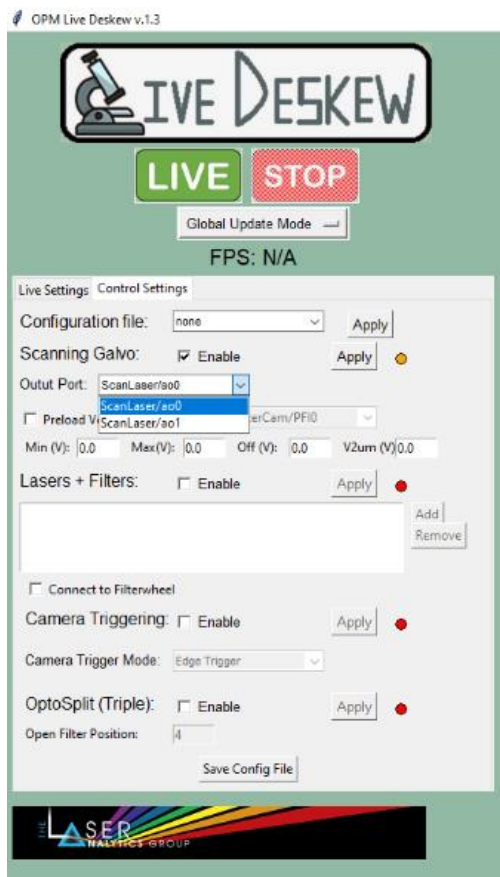 OPM Live Deskew v.1.3
LIVE DESKEW
LIVE STOP
Global Update Mode
FPS: N/A
Live Settings Control Settings
Configuration file: none Apply
Scanning Galvo: Enable Apply
Outut Port: ScanLaser/ao0
ScanLaser/ao0
Preload erCam/PFI0
ScanLaser/ao1
Min (V): 0.0 Max(V): 0.0 Off (V): 0.0 V2um (V) 0.0
Lasers + Filters: Enable Apply
Add
Remove
Connect to Filterwheel
Camera Triggering: Enable Apply
Camera Trigger Mode: Edge Trigger
OptoSplit (Triple): Enable Apply
Open Filter Position: 4
Save Config File
THE LASER
ANALYTICS GROUP